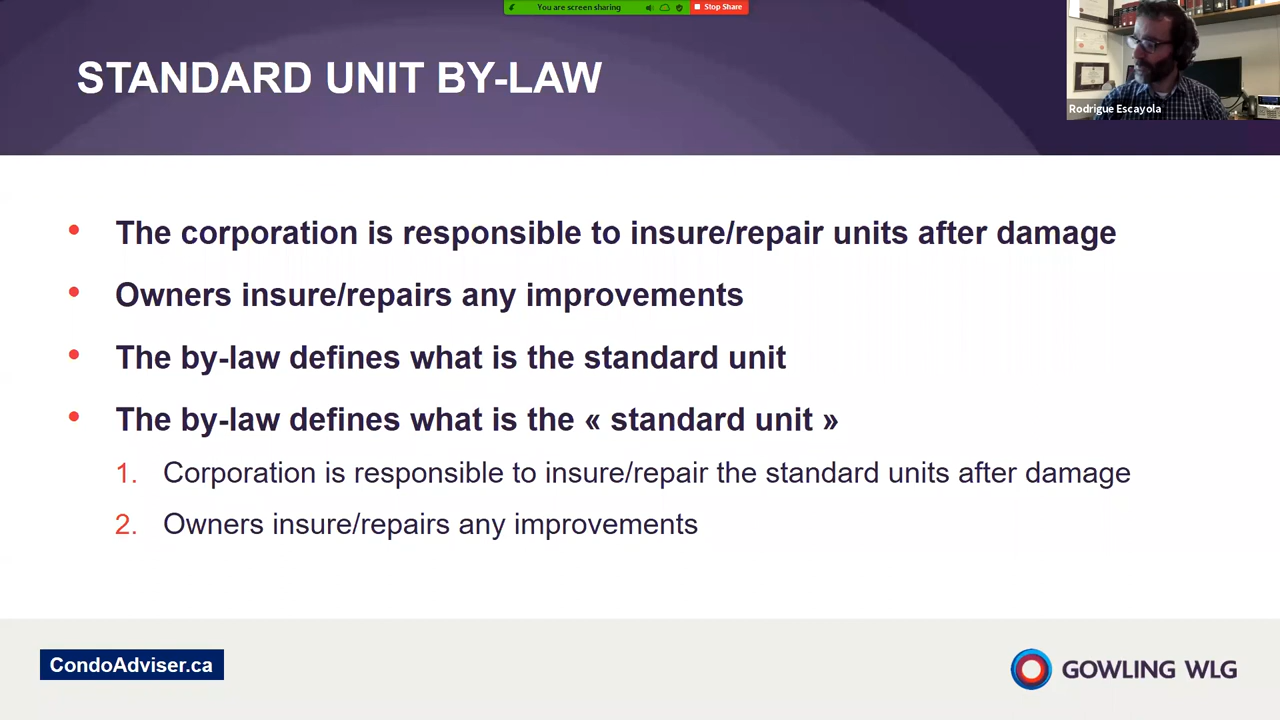 You are screen sharing
Stop Share
STANDARD UNIT BY-LAW
Rodrigue Escayola
• The corporation is responsible to insure/repair units after damage
• Owners insure/repairs any improvements
• The by-law defines what is the standard unit
• The by-law defines what is the « standard unit »
1. Corporation is responsible to insure/repair the standard units after damage
2. Owners insure/repairs any improvements
CondoAdviser.ca
GOWLING WLG